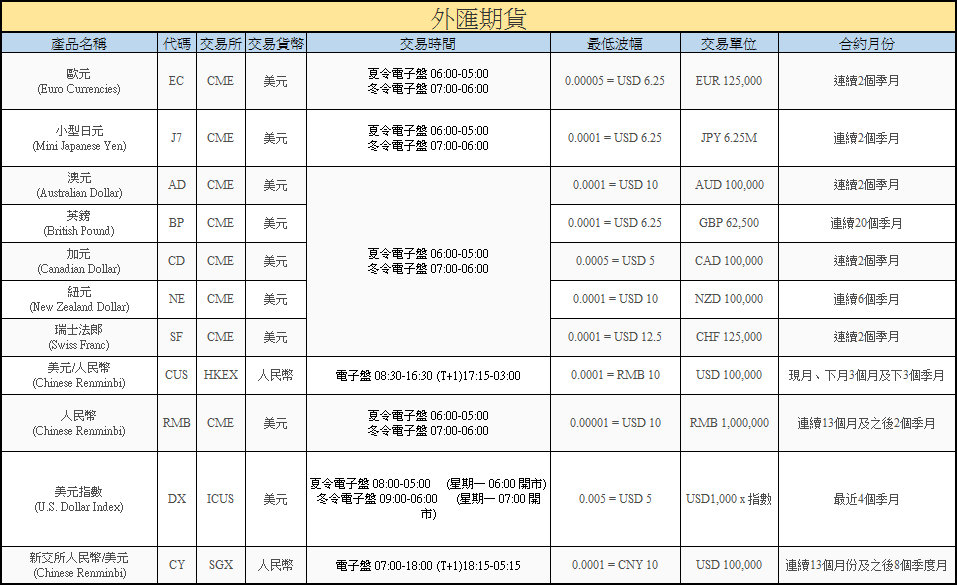 外匯期貨
產品名稱 代碼 交易所 交易貨幣 交易時間 最低波幅 交易單位 合約月份
歐元
(Euro Currencies) EC CME 美元 夏令電子盤 06:00-05:00
冬令電子盤 07:00-06:00 0.00005 = USD 6.25 EUR 125,000 連續2個季月
小型日元
(Mini Japanese Yen) J7 CME 美元 夏令電子盤 06:00-05:00
冬令電子盤 07:00-06:00 0.0001 = USD 6.25 JPY 6.25M 連續2個季月
澳元
(Australian Dollar) AD CME 美元 0.0001 = USD 10 AUD 100,000 連續2個季月
英鎊
(British Pound) BP CME 美元 0.0001 = USD 6.25 GBP 62,500 連續20個季月
夏令電子盤 06:00-05:00
冬令電子盤 07:00-06:00
加元
(Canadian Dollar) CD CME 美元 0.0005 = USD 5 CAD 100,000 連續2個季月
紐元
(New Zealand Dollar) NE CME 美元 0.0001 = USD 10 NZD 100,000 連續6個季月
瑞士法郎
(Swiss Franc) SF CME 美元 0.0001 = USD 12.5 CHF 125,000 連續2個季月
美元/人民幣
(Chinese Renminbi) CUS HKEX 人民幣 電子盤 08:30-16:30 (T+1)17:15-03:00 0.0001 = RMB 10 USD 100,000 現月、下月3個月及下3個季月
人民幣
(Chinese Renminbi) RMB CME 美元 夏令電子盤 06:00-05:00
冬令電子盤 07:00-06:00 0.00001 = USD 10 RMB 1,000,000 連續13個月及之後2個季月
美元指數
(U.S. Dollar Index) DX ICUS 美元 夏令電子盤 08:00-05:00 (星期一 06:00 開市)
冬令電子盤 09:00-06:00 (星期一 07:00 開
市) 0.005 = USD 5 USD1,000 x 指數 最近4個季月
新交所人民幣/美元
(Chinese Renminbi) CY SGX 人民幣 電子盤 07:00-18:00 (T+1)18:15-05:15 0.0001 = CNY 10 USD 100,000 連續13個月份及之後8個季度月